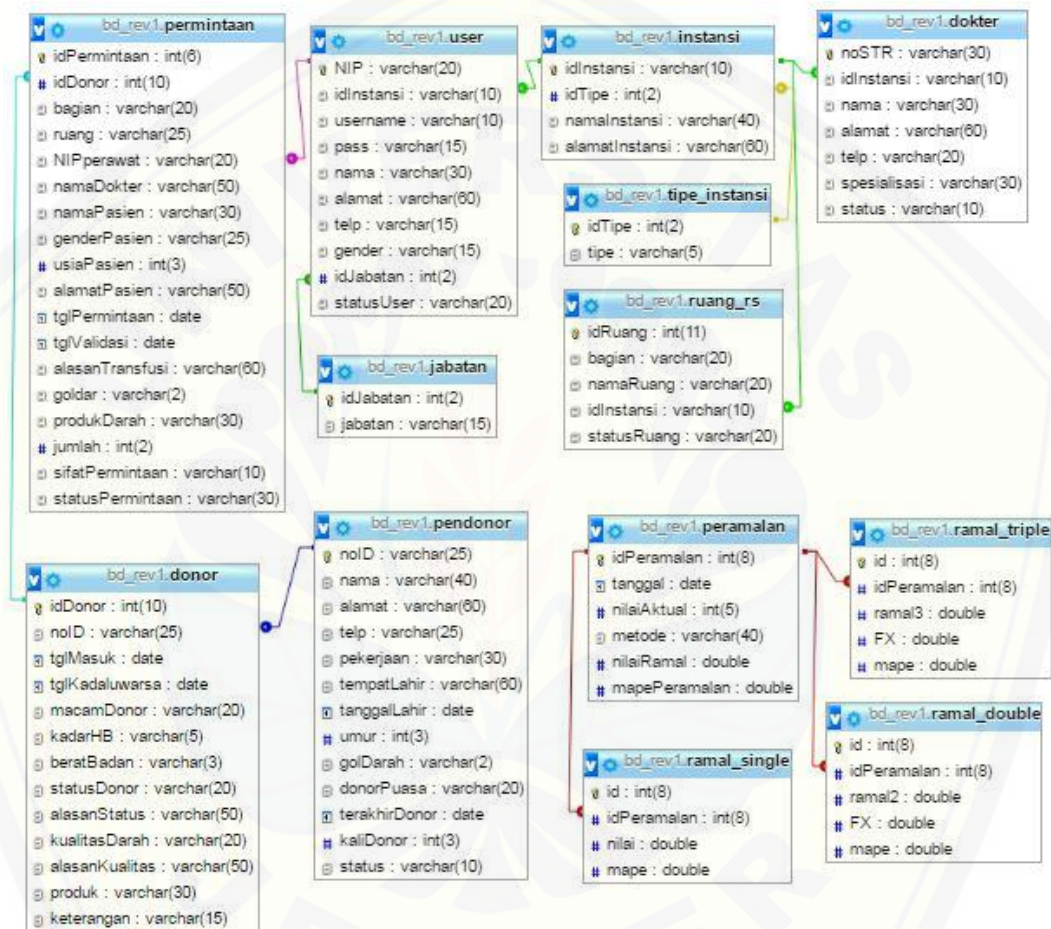 bd_rev1.permintaan
idPermintaan : int(6)
idDonor : int(10)
bagian : varchar(20)
ruang : varchar(25)
NIPperawat : varchar(20)
namaDokter : varchar(50)
namaPasien : varchar(30)
genderPasien : varchar(25)
usiaPasien : int(3)
alamatPasien : varchar(50)
tglPermintaan : date
tglValidasi : date
alasanTransfusi : varchar(60)
goldar : varchar(2)
produkDarah : varchar(30)
jumlah : int(2)
sifatPermintaan : varchar(10)
statusPermintaan : varchar(30)
bd_rev1.user
NIP : varchar(20)
idInstansi : varchar(10)
username : varchar(10)
pass : varchar(15)
nama : varchar(30)
alamat : varchar(60)
telp : varchar(15)
gender : varchar(15)
idJabatan : int(2)
statusUser : varchar(20)
bd_rev1.instansi
idInstansi : varchar(10)
idTipe : int(2)
namaInstansi : varchar(40)
alamatInstansi : varchar(60)
bd_rev1.dokter
noSTR : varchar(30)
idInstansi : varchar(10)
nama : varchar(30)
alamat : varchar(60)
telp : varchar(20)
spesialisasi : varchar(30)
status : varchar(10)
bd_rev1.tipe_instansi
idTipe : int(2)
tipe : varchar(5)
bd_rev1.ruang_rs
idRuang : int(11)
bagian : varchar(20)
namaRuang : varchar(20)
idInstansi : varchar(10)
statusRuang : varchar(20)
bd_rev1.jabatan
idJabatan : int(2)
jabatan : varchar(15)
bd_rev1.donor
idDonor : int(10)
noID : varchar(25)
tglMasuk : date
tglKadaluwarsa : date
macamDonor : varchar(20)
kadarHB : varchar(5)
beratBadan : varchar(3)
statusDonor : varchar(20)
alasanStatus : varchar(50)
kualitasDarah : varchar(20)
alasanKualitas : varchar(50)
produk : varchar(30)
keterangan : varchar(15)
bd_rev1.pendonor
noID : varchar(25)
nama : varchar(40)
alamat : varchar(60)
telp : varchar(25)
pekerjaan : varchar(30)
tempatLahir : varchar(60)
tanggalLahir : date
umur : int(3)
golDarah : varchar(2)
donorPuasa : varchar(20)
terakhirDonor : date
kaliDonor : int(3)
status : varchar(10)
bd_rev1.peramalan
idPeramalan : int(8)
tanggal : date
nilaiAktual : int(5)
metode : varchar(40)
nilaiRamal : double
mapePeramalan : double
bd_rev1.ramal_triple
id : int(8)
idPeramalan : int(8)
ramal3 : double
FX : double
mape : double
bd_rev1.ramal_single
id : int(8)
idPeramalan : int(8)
nilai : double
mape : double
bd_rev1.ramal_double
id : int(8)
idPeramalan : int(8)
ramal2 : double
FX : double
mape : double